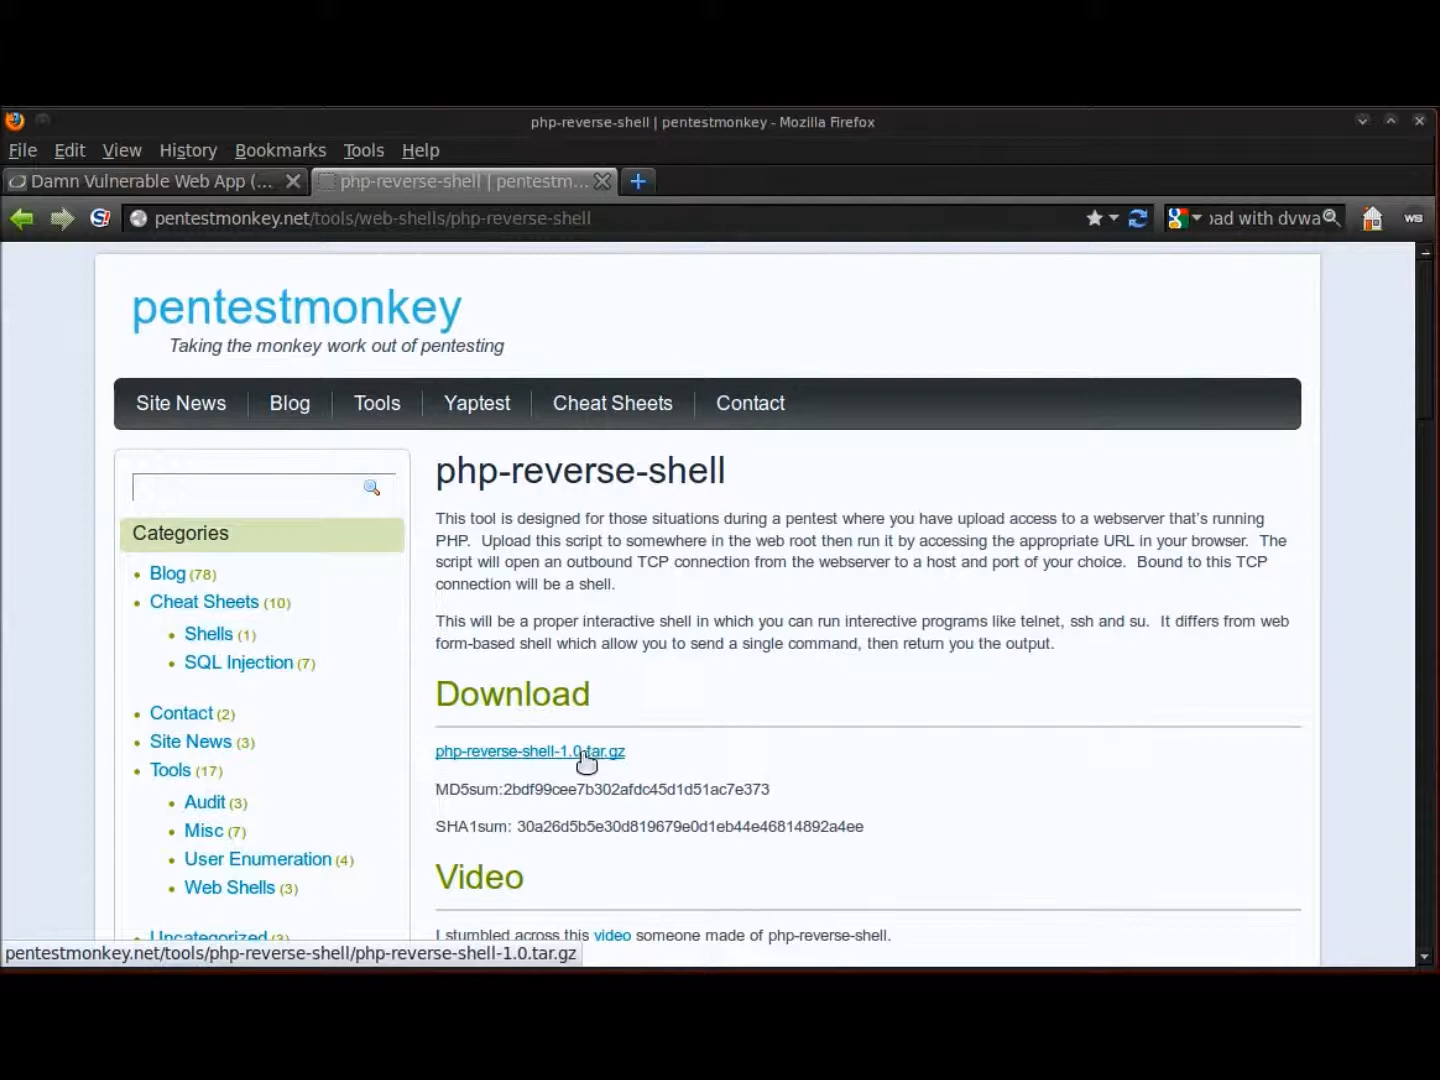 php-reverse-shell | pentestmonkey - Mozilla Firefox
File Edit View History Bookmarks Tools Help
Damn Vulnerable Web App (... php-reverse-shell | pentestm...
pentestmonkey.net/tools/web-shells/php-reverse-shell with dvwa
pentestmonkey
Taking the monkey work out of pentesting
Site News Blog Tools Yaptest Cheat Sheets Contact
Categories
Blog (78)
Cheat Sheets (10)
Shells (1)
SQL Injection (7)
Contact (2)
Site News (3)
Tools (17)
Audit (3)
Misc (7)
User Enumeration (4)
Web Shells (3)
Uncategorized
php-reverse-shell
This tool is designed for those situations during a pentest where you have upload access to a webserver that's running
PHP. Upload this script to somewhere in the web root then run it by accessing the appropriate URL in your browser. The
script will open an outbound TCP connection from the webserver to a host and port of your choice. Bound to this TCP
connection will be a shell.
This will be a proper interactive shell in which you can run interective programs like telnet, ssh and su. It differs from web
form-based shell which allow you to send a single command, then return you the output.
Download
php-reverse-shell-1.0.tar.gz
MD5sum:2bdf99cee7b302afdc45d1d51ac7e373
SHA1sum: 30a26d5b5e30d819679e0d1eb44e46814892a4ee
Video
I stumbled across this video someone made of php-reverse-shell.
pentestmonkey.net/tools/php-reverse-shell/php-reverse-shell-1.0.tar.gz